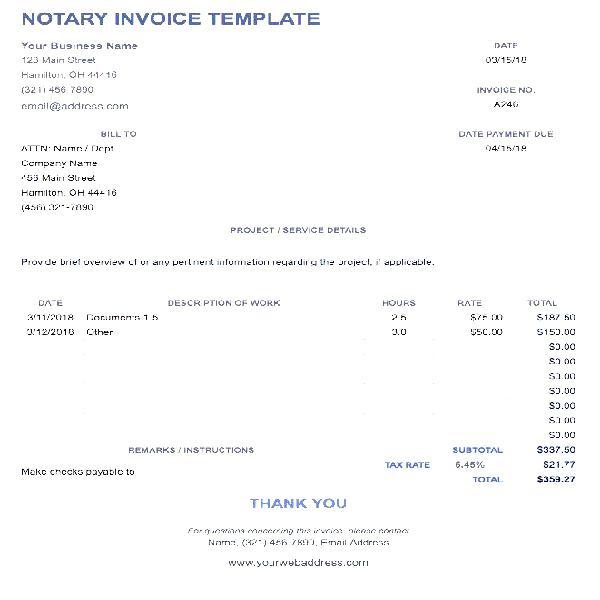 NOTARY INVOICE TEMPLATE
Your Business Name DATE
123 Main Street 03/15/18
Hamilton, OH 44416
(321) 456-7890 INVOICE NO.
email@address.com A246
BILL TO DATE PAYMENT DUE
ATTN: Name / Dept 04/15/18
Company Name
456 Main Street
Hamilton, OH 44416
(456) 321-7890
PROJECT / SERVICE DETAILS
Provide brief overview of or any pertinent information regarding the project, if applicable.
DATE DESCRIPTION OF WORK HOURS RATE TOTAL
3/11/2018 Documents 1-5 2.5 $75.00 $187.50
3/12/2018 Other 3.0 $50.00 $150.00
$0.00
$0.00
$0.00
$0.00
$0.00
$0.00
$0.00
REMARKS / INSTRUCTIONS SUBTOTAL $337.50
TAX RATE 6.45% $21.77
Make checks payable to
TOTAL $359.27
THANK YOU
For questions concerning this invoice, please contact
Name, (321) 456-7890, Email Address
www.yourwebaddress.com